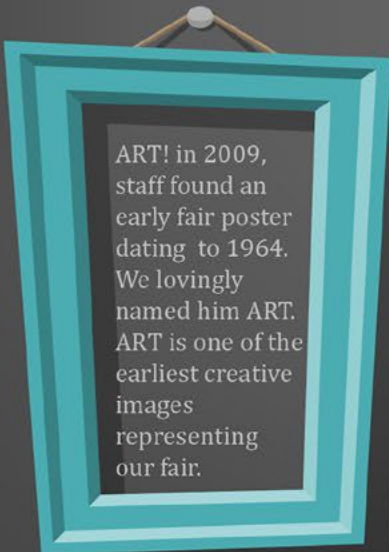 ART! in 2009,
staff found an
early fair poster
dating  to 1964.
We lovingly
named him ART.
ART is one of the
earliest creative
images
representing
our fair.